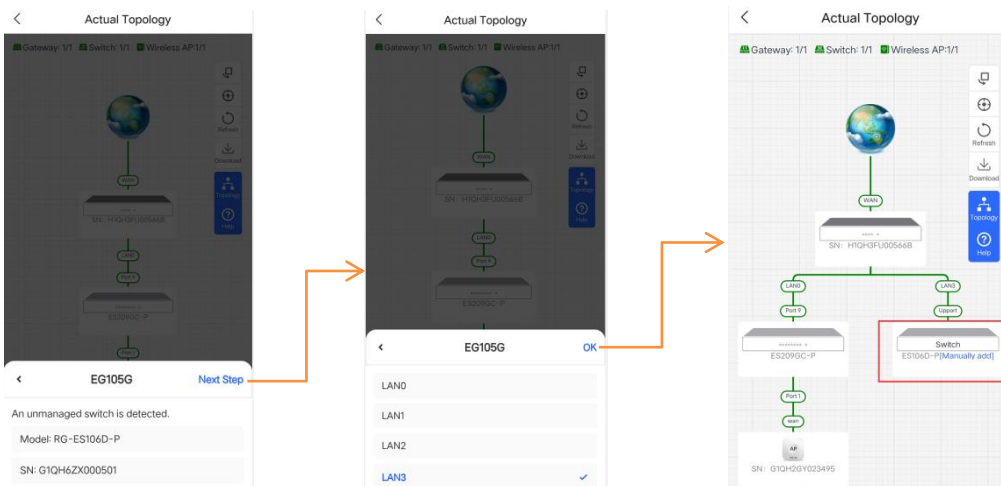 Actual Topology
Gateway: 1/1 Switch: 1/1 Wireless AP:1/1
Refresh
Download
WAN
Topology
SN: H1QH3FU00566B
Help
LAN0
Port 9
ES209GC-P
Port 1
EG105G
Next Step
An unmanaged switch is detected.
Model: RG-ES106D-P
SN: G1QH6ZX000501
Actual Topology
Gateway: 1/1 Switch: 1/1 Wireless AP:1/1
Refresh
Download
WAN
Topology
SN: H1QH3FU00566B
Help
LAN0
Port 9
ES209GC-P
EG105G
OK
LAN0
LAN1
LAN2
LAN3
Actual Topology
Gateway: 1/1 Switch: 1/1 Wireless AP:1/1
Refresh
Download
WAN
Topology
SN: H1QH3FU00566B
Help
LAN0
LAN3
Port 9
Upport
Switch
ES209GC-P
ES106D-P[Manually add]
Port 1
wan
AP
SN: G1QH2GY023495